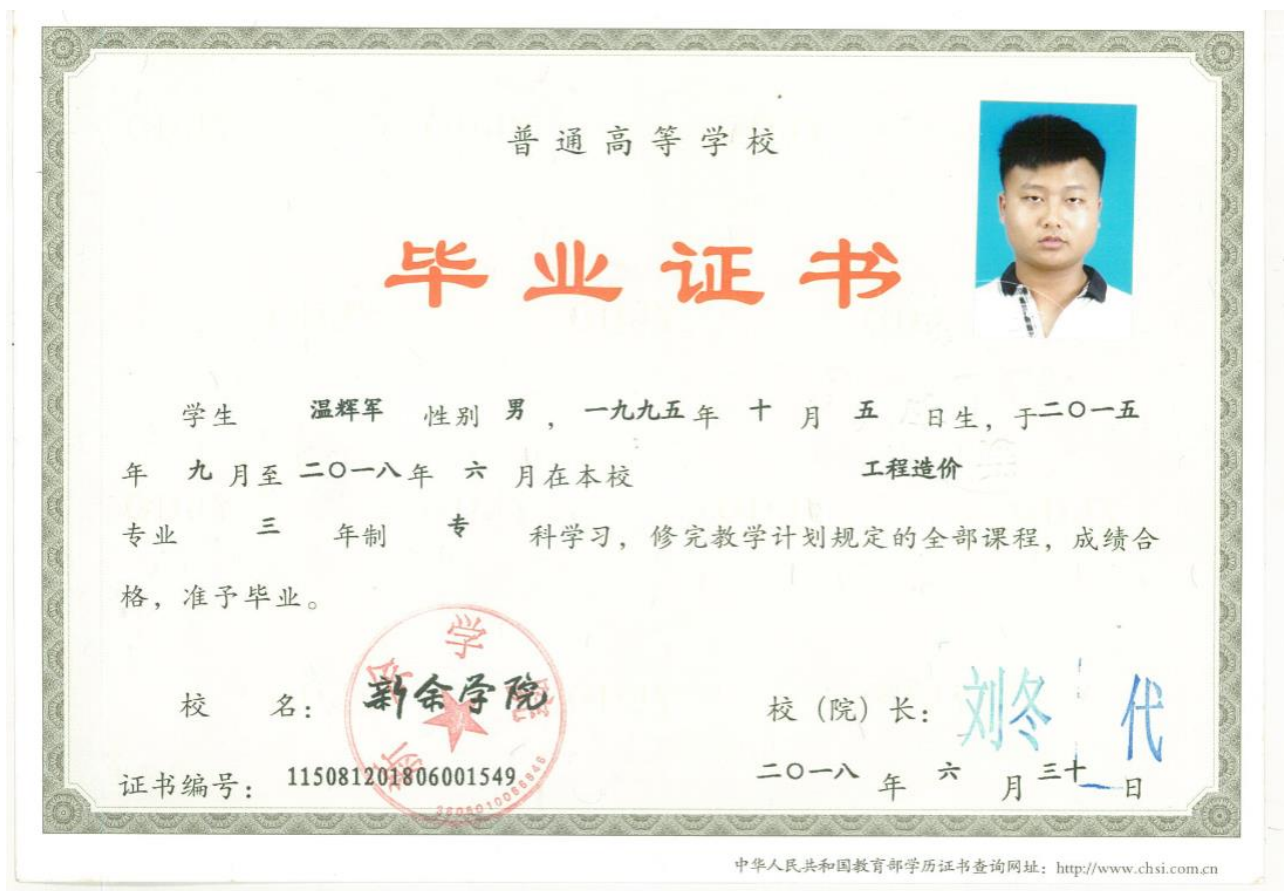 普通高等学校
毕业证书
学生 温辉军 性别 男，一九九五年 十 月 五 日生，于二〇一五
年 九 月至 二〇一八年 六 月在本校 工程造价
专业 三 年制 专 科学习，修完教学计划规定的全部课程，成绩合
格，准予毕业。
新余学院
校 名：新余学院
校（院）长：刘冬代
证书编号：115081201806001549
二〇一八 年 六 月 三十 日
中华人民共和国教育部学历证书查询网址：http://www.chsi.com.cn